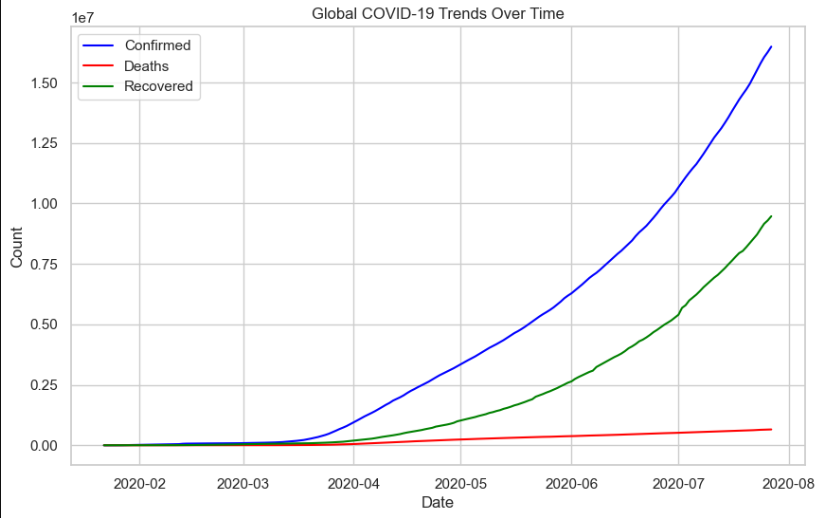 Global COVID-19 Trends Over Time
1e7
Confirmed
Deaths
Recovered
1.50
1.25
1.00
0.75
0.50
0.25
0.00
Count
2020-02 2020-03 2020-04 2020-05 2020-06 2020-07 2020-08
Date